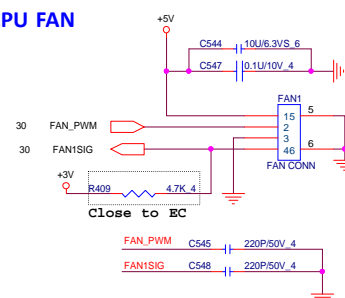 PU FAN
+5V
C544 10U/6.3VS_6
C547 0.1U/10V_4
FAN1
15 5
30 FAN_PWM 2
3
30 FAN1SIG 46 6
FAN CONN
+3V
R409 4.7K_4
Close to EC
FAN_PWM C545 220P/50V_4
FAN1SIG C548 220P/50V_4